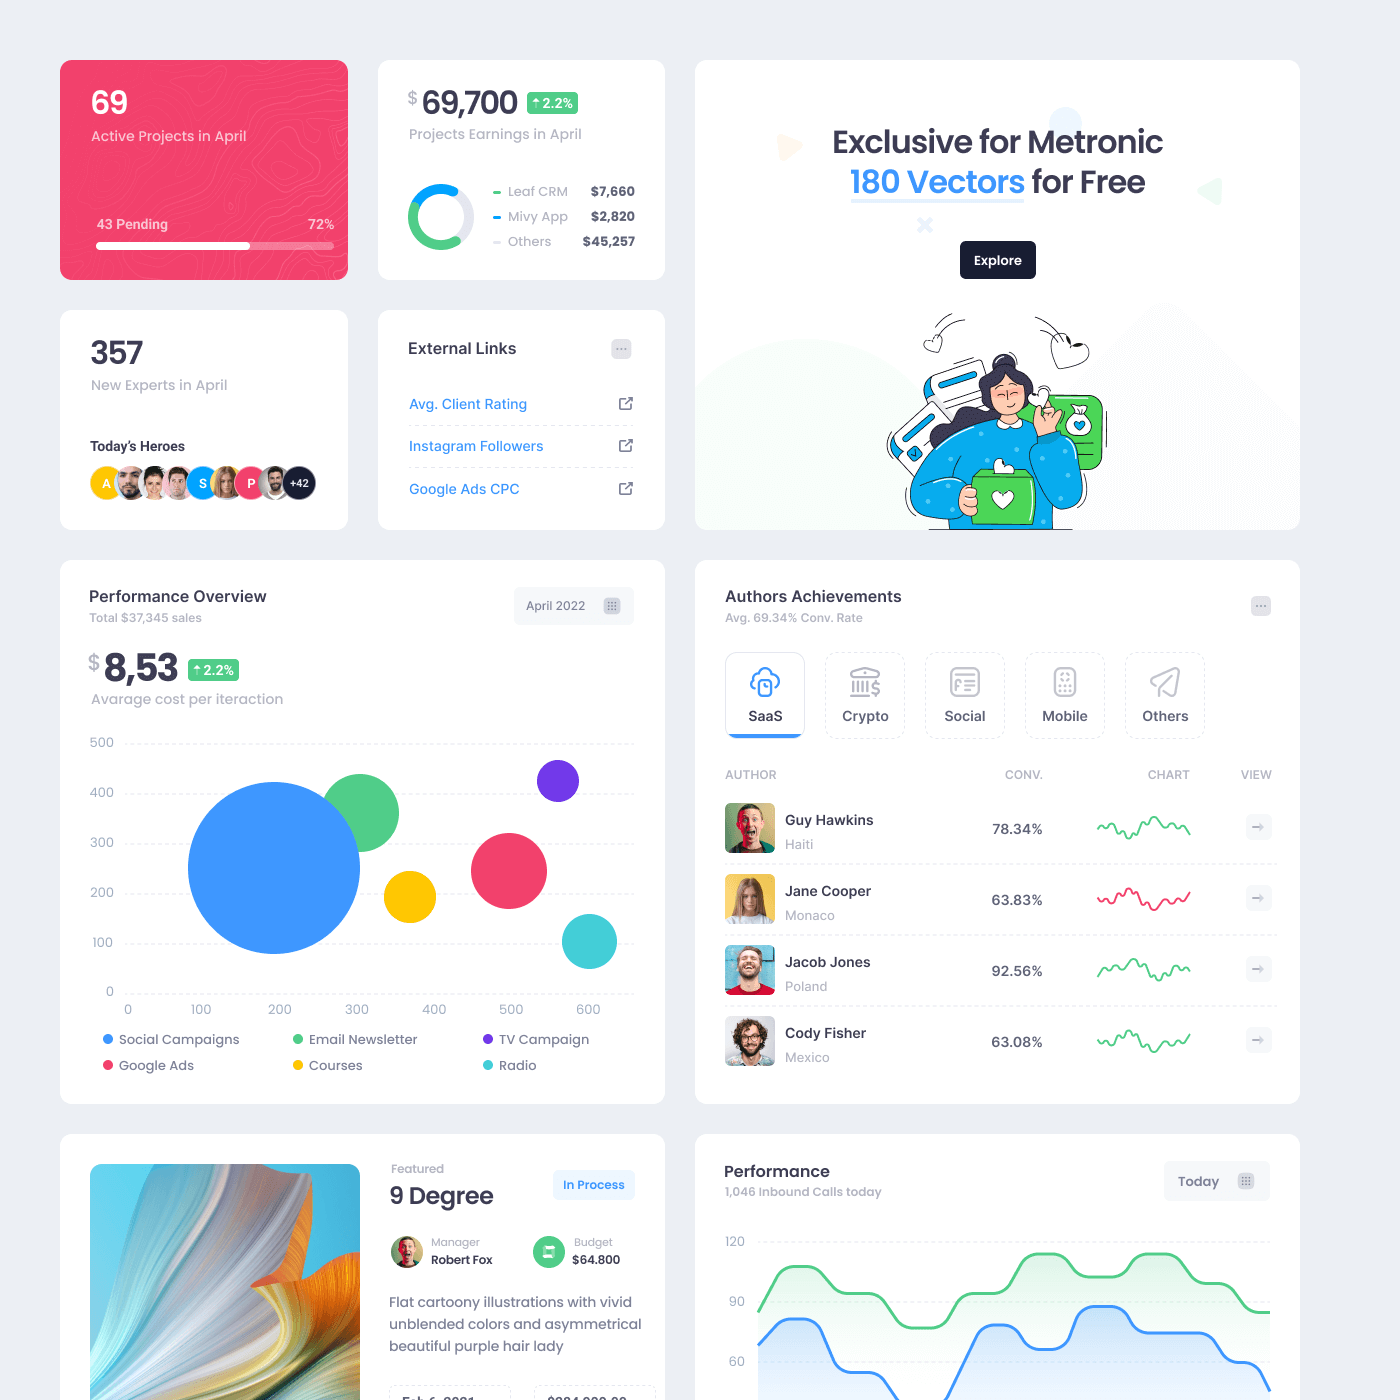 69
Active Projects in April
43 Pending
72%
$ 69,700 2.2%
Projects Earnings in April
Leaf CRM $7,660
Mivy App $2,820
Others $45,257
Exclusive for Metronic
180 Vectors for Free
Explore
357
New Experts in April
Today's Heroes
A S P +42
External Links
Avg. Client Rating
Instagram Followers
Google Ads CPC
Performance Overview
Total $37,345 sales
April 2022
$ 8,53 2.2%
Avarage cost per iteraction
500
400
300
200
100
0
0 100 200 300 400 500 600
Social Campaigns Email Newsletter TV Campaign
Google Ads Courses Radio
Authors Achievements
Avg. 69.34% Conv. Rate
SaaS Crypto Social Mobile Others
AUTHOR CONV. CHART VIEW
Guy Hawkins
Haiti
78.34%
Jane Cooper
Monaco
63.83%
Jacob Jones
Poland
92.56%
Cody Fisher
Mexico
63.08%
Featured
9 Degree
In Process
Manager
Robert Fox
Budget
$64.800
Flat cartoony illustrations with vivid
unblended colors and asymmetrical
beautiful purple hair lady
Performance
1,046 Inbound Calls today
Today
120
90
60